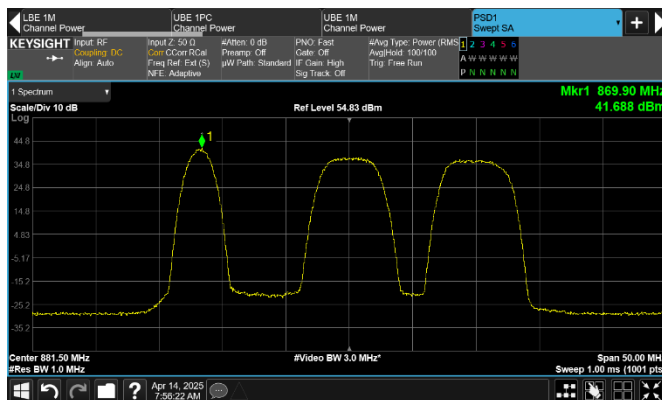 LBE 1M
Channel Power
UBE 1PC
Channel Power
UBE 1M
Channel Power
PSD1
Swept SA
KEYSIGHT
Input: RF
Coupling: DC
Align: Auto
Input Z: 50 Ω
Corr CCorr RCal
Freq Ref: Ext (S)
NFE: Adaptive
#Atten: 0 dB
Preamp: Off
µW Path: Standard
PNO: Fast
Gate: Off
IF Gain: High
Sig Track: Off
#Avg Type: Power (RMS
Avg|Hold: 100/100
Trig: Free Run
1 2 3 4 5 6
A W W W W W
P N N N N N
LXI
1 Spectrum
Scale/Div 10 dB
Log
Ref Level 54.83 dBm
Mkr1 869.90 MHz
41.688 dBm
1
44.8
34.8
24.8
14.8
4.83
-5.17
-15.2
-25.2
-35.2
Center 881.50 MHz
#Res BW 1.0 MHz
#Video BW 3.0 MHz*
Span 50.00 MHz
Sweep 1.00 ms (1001 pts
Apr 14, 2025
7:56:22 AM